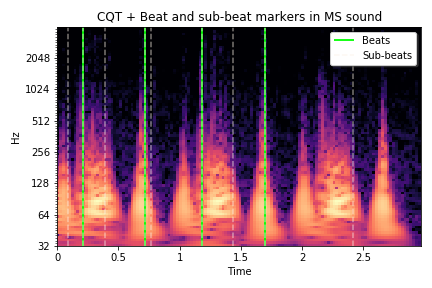 CQT + Beat and sub-beat markers in MS sound
Beats
Sub-beats
Hz
2048
1024
512
256
128
64
32
0 0.5 1 1.5 2 2.5
Time